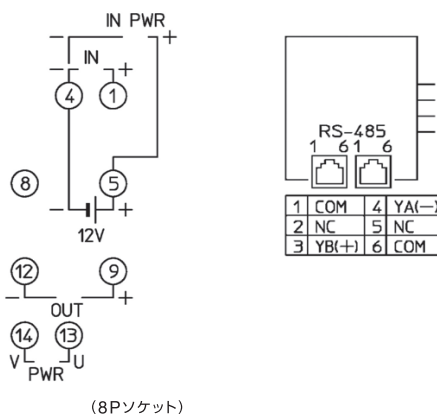 IN PWR
− +
− IN +
4 1
8 5
− +
12V
12 9
− OUT +
14 13
V U
PWR
(8Pソケット)
RS-485
1 6 1 6
1 COM 4 YA(−)
2 NC 5 NC
3 YB(+) 6 COM